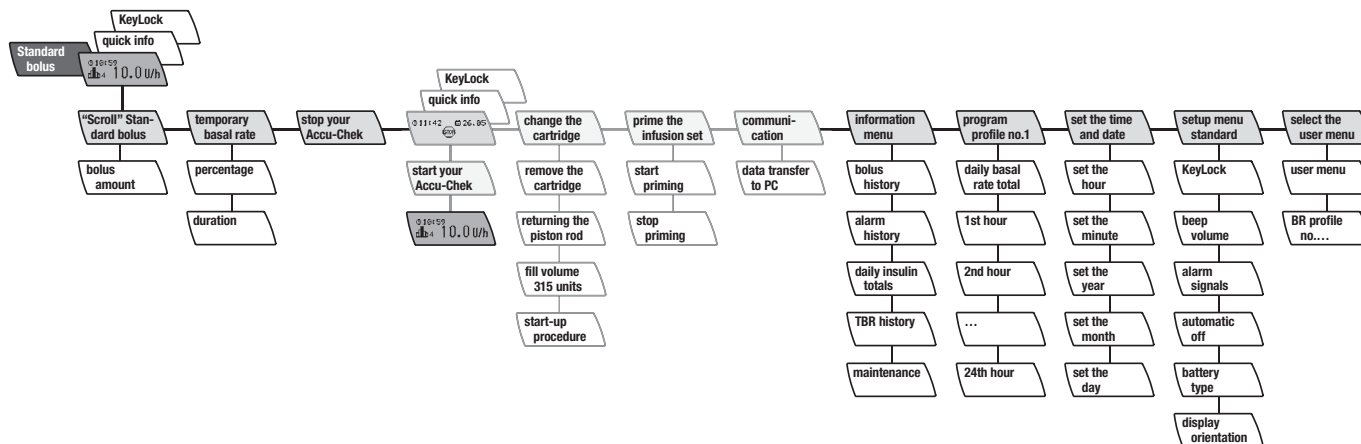 KeyLock
quick info
Standard
bolus
10:59
10.0 U/h
"Scroll" Stan-
dard bolus
bolus
amount
temporary
basal rate
percentage
duration
stop your
Accu-Chek
KeyLock
quick info
11:42 26.05
STOP
start your
Accu-Chek
10:59
10.0 U/h
change the
cartridge
remove the
cartridge
returning the
piston rod
fill volume
315 units
start-up
procedure
prime the
infusion set
start
priming
stop
priming
communi-
cation
data transfer
to PC
information
menu
bolus
history
alarm
history
daily insulin
totals
TBR history
maintenance
program
profile no.1
daily basal
rate total
1st hour
2nd hour
...
24th hour
set the time
and date
set the
hour
set the
minute
set the
year
set the
month
set the
day
setup menu
standard
KeyLock
beep
volume
alarm
signals
automatic
off
battery
type
display
orientation
select the
user menu
user menu
BR profile
no....